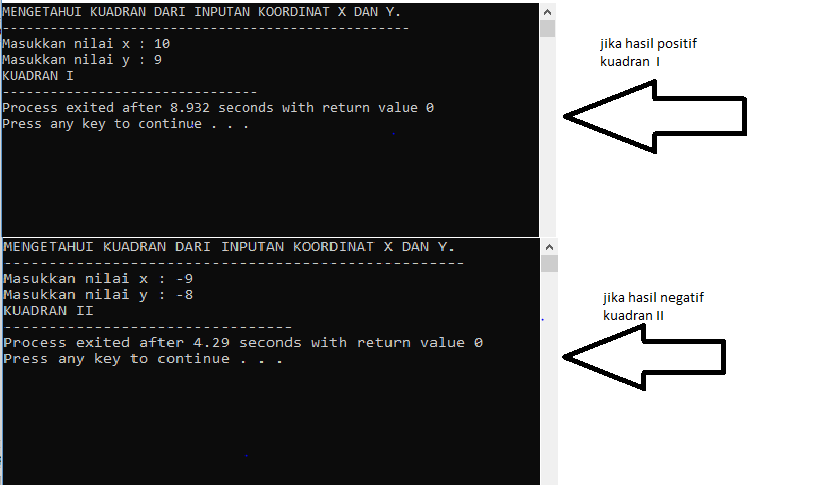 MENGETAHUI KUADRAN DARI INPUTAN KOORDINAT X DAN Y.
---------------------------------------------------
Masukkan nilai x : 10
Masukkan nilai y : 9
KUADRAN I
--------------------------------
Process exited after 8.932 seconds with return value 0
Press any key to continue . . .
jika hasil positif
kuadran I
MENGETAHUI KUADRAN DARI INPUTAN KOORDINAT X DAN Y.
---------------------------------------------------
Masukkan nilai x : -9
Masukkan nilai y : -8
KUADRAN II
--------------------------------
Process exited after 4.29 seconds with return value 0
Press any key to continue . . .
jika hasil negatif
kuadran II